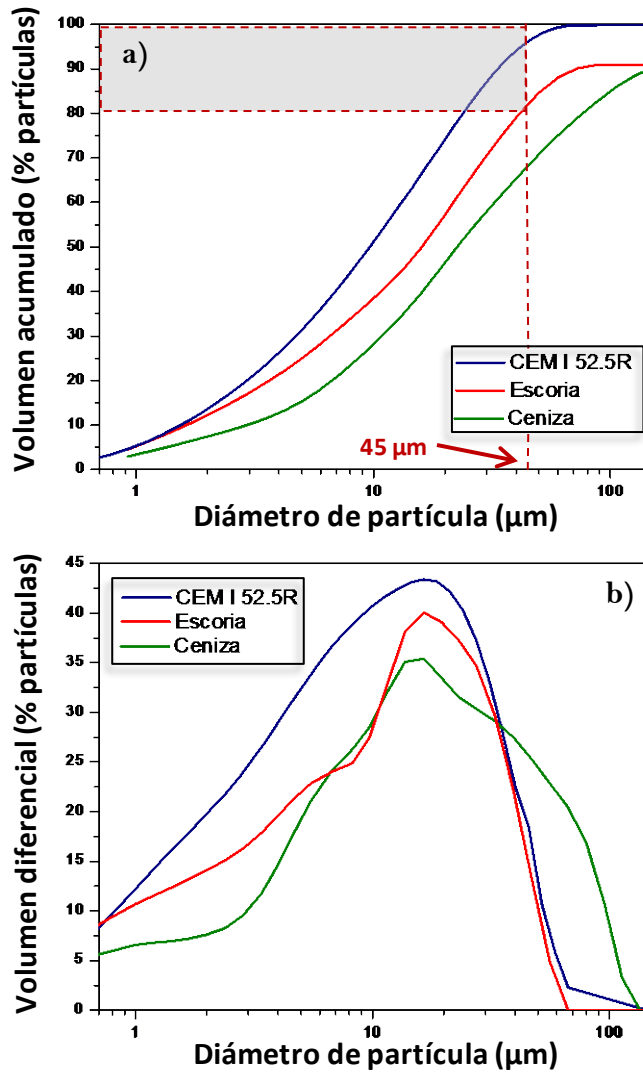 a)
Volumen acumulado (% partículas)
100
90
80
70
60
50
40
30
20
10
0
CEM I 52.5R
Escoria
Ceniza
45 µm
1
10
100
Diámetro de partícula (µm)
b)
Volumen diferencial (% partículas)
45
40
35
30
25
20
15
10
5
0
CEM I 52.5R
Escoria
Ceniza
1
10
100
Diámetro de partícula (µm)